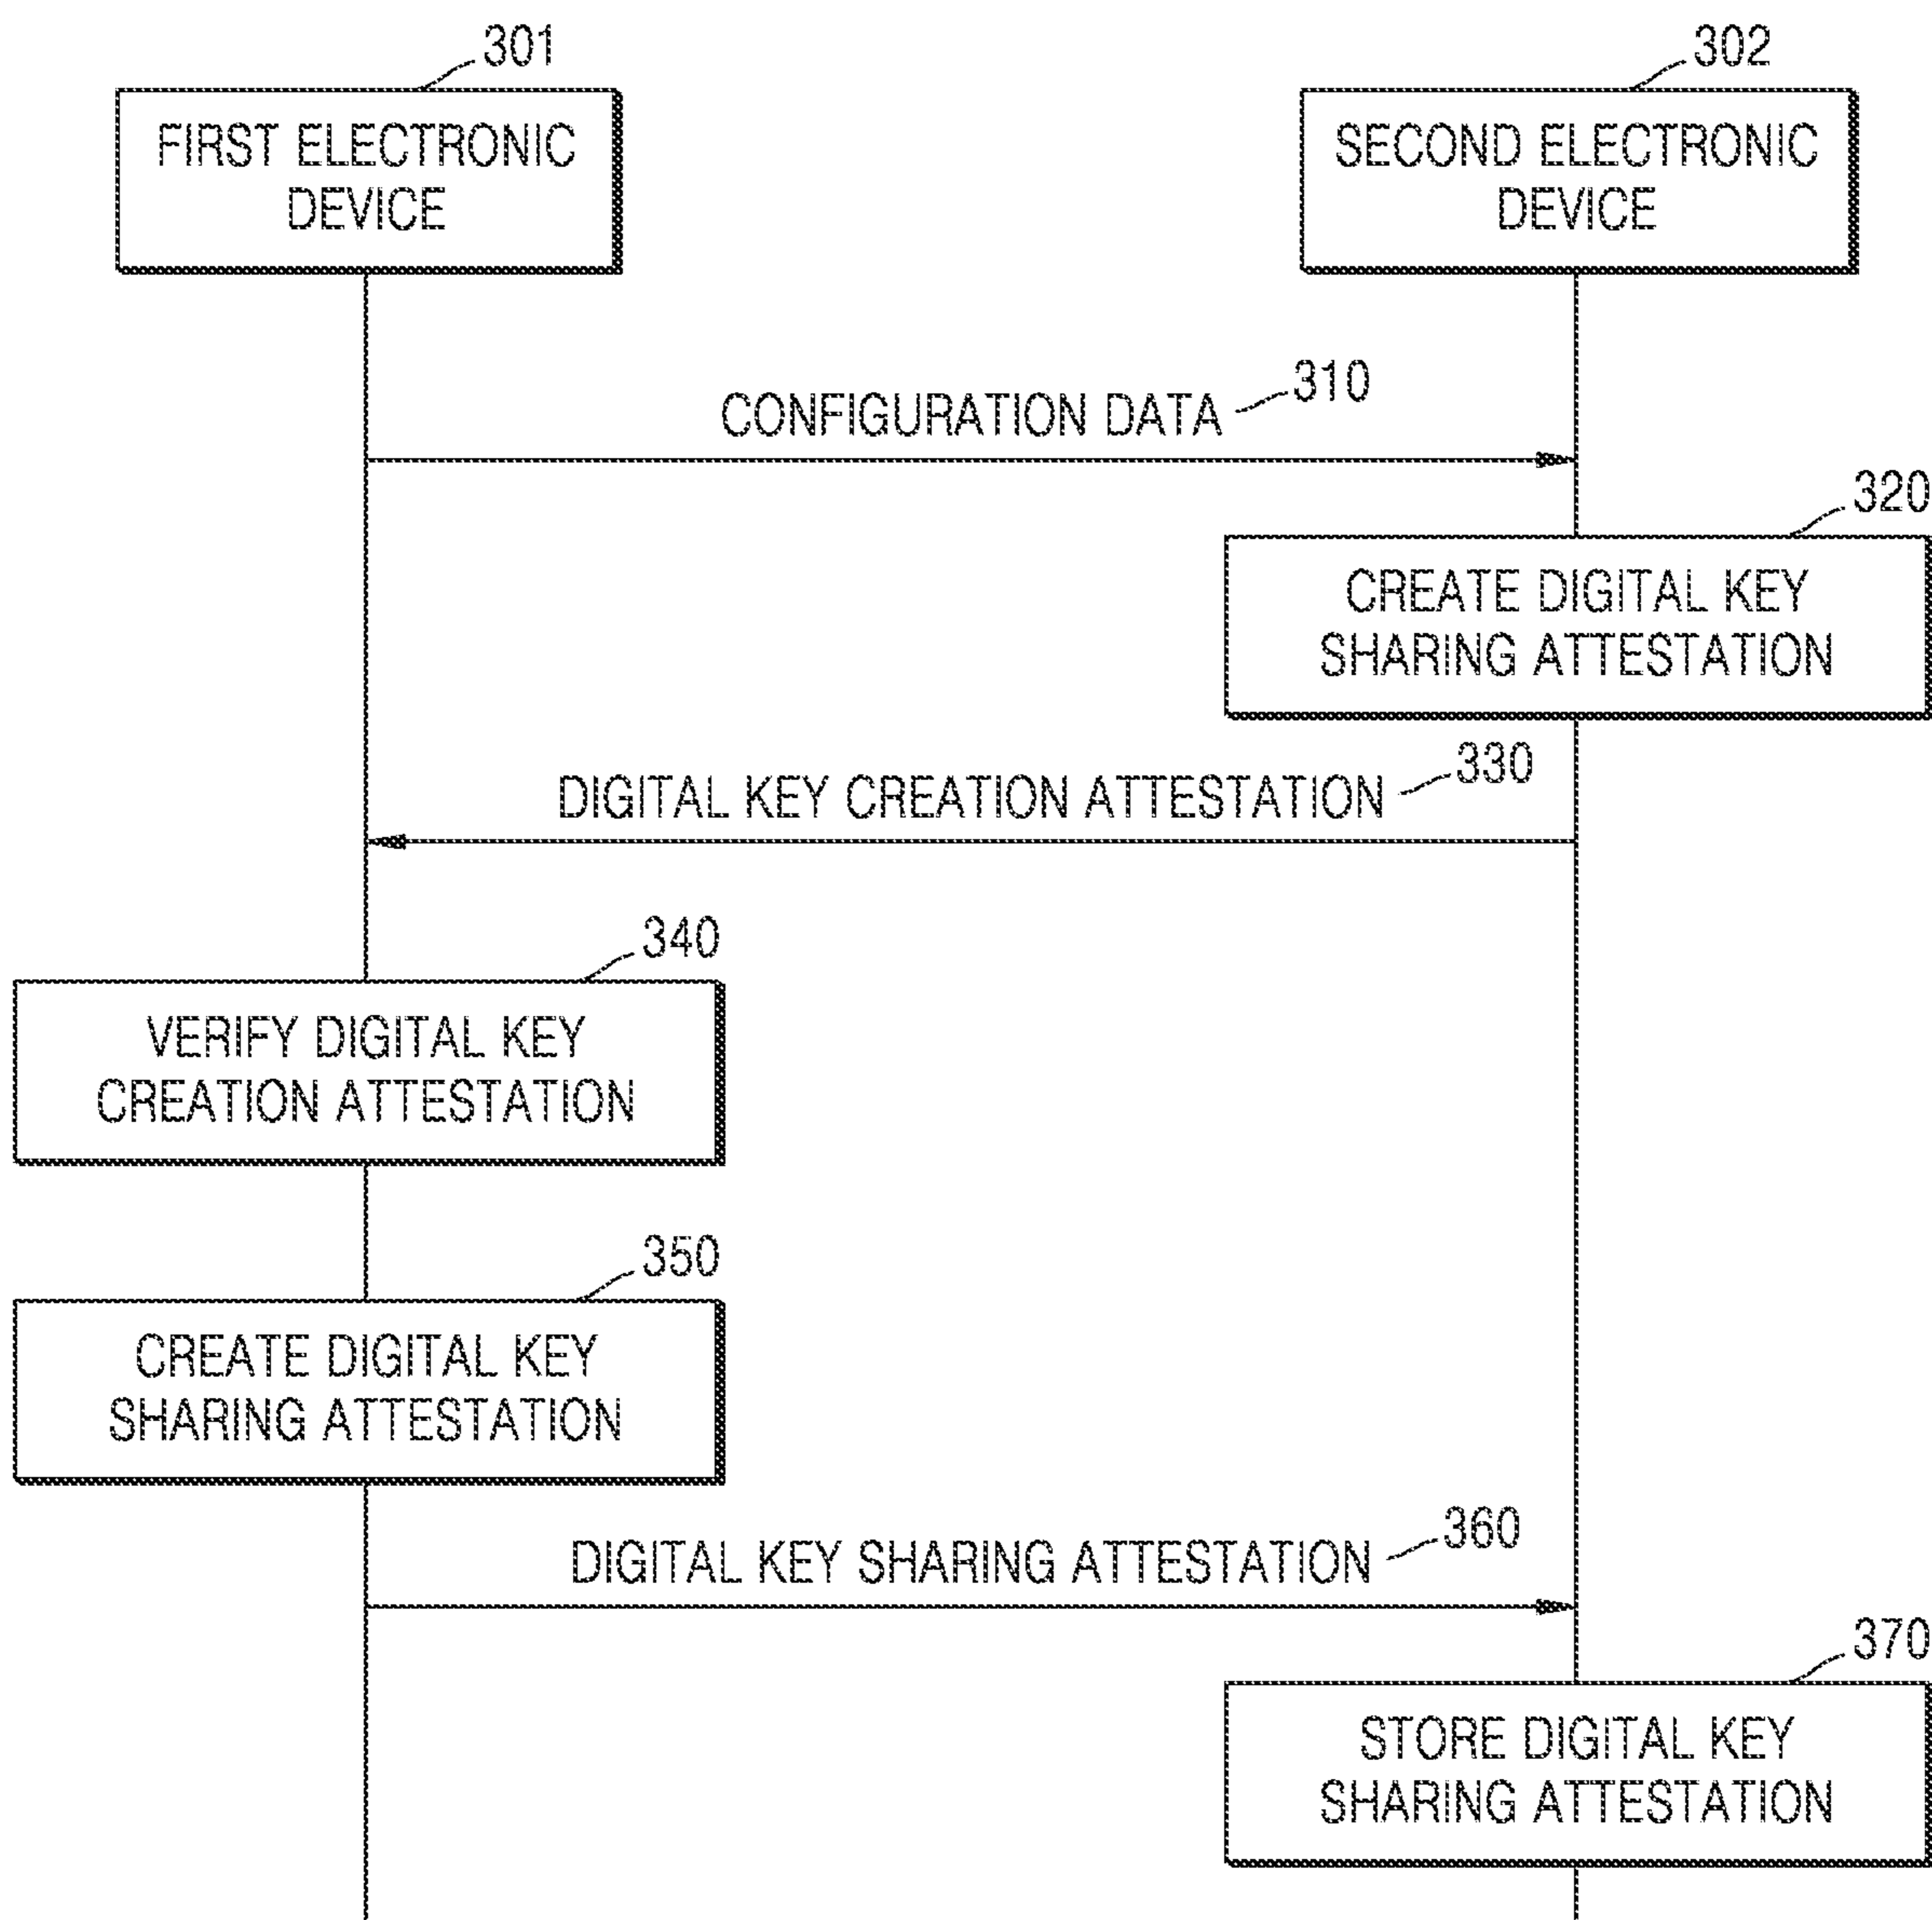 301
FIRST ELECTRONIC
DEVICE
302
SECOND ELECTRONIC
DEVICE
310
CONFIGURATION DATA
320
CREATE DIGITAL KEY
SHARING ATTESTATION
330
DIGITAL KEY CREATION ATTESTATION
340
VERIFY DIGITAL KEY
CREATION ATTESTATION
350
CREATE DIGITAL KEY
SHARING ATTESTATION
360
DIGITAL KEY SHARING ATTESTATION
370
STORE DIGITAL KEY
SHARING ATTESTATION